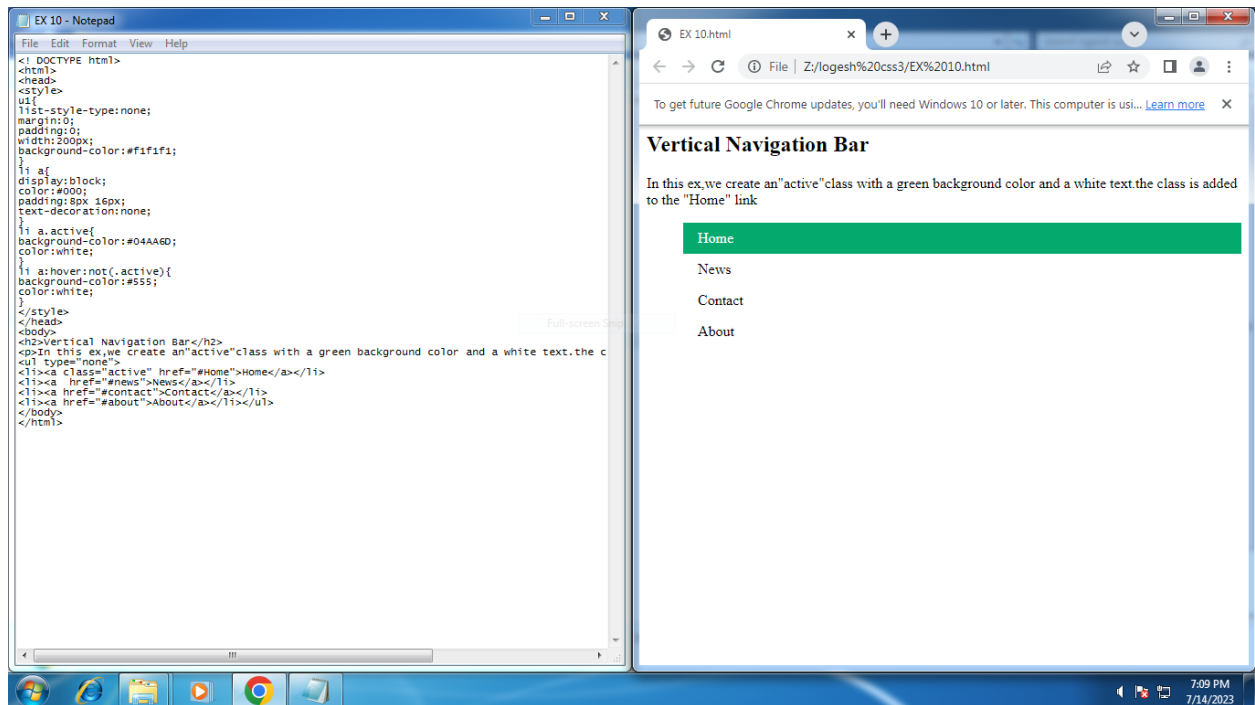 EX 10 - Notepad
File Edit Format View Help
<! DOCTYPE html>
<html>
<head>
<style>
u1{
list-style-type:none;
margin:0;
padding:0;
width:200px;
background-color:#f1f1f1;
}
li a{
display:block;
color:#000;
padding:8px 16px;
text-decoration:none;
}
li a.active{
background-color:#04AA6D;
color:white;
}
li a:hover:not(.active){
background-color:#555;
color:white;
}
</style>
</head>
<body>
<h2>Vertical Navigation Bar</h2>
<p>In this ex,we create an"active"class with a green background color and a white text.the c
<ul type="none">
<li><a class="active" href="#Home">Home</a></li>
<li><a  href="#news">News</a></li>
<li><a href="#contact">Contact</a></li>
<li><a href="#about">About</a></li></ul>
</body>
</html>
Full-screen Snip
EX 10.html
File | Z:/logesh%20css3/EX%2010.html
To get future Google Chrome updates, you'll need Windows 10 or later. This computer is usi... Learn more
Vertical Navigation Bar
In this ex,we create an"active"class with a green background color and a white text.the class is added
to the "Home" link
Home
News
Contact
About
7:09 PM
7/14/2023